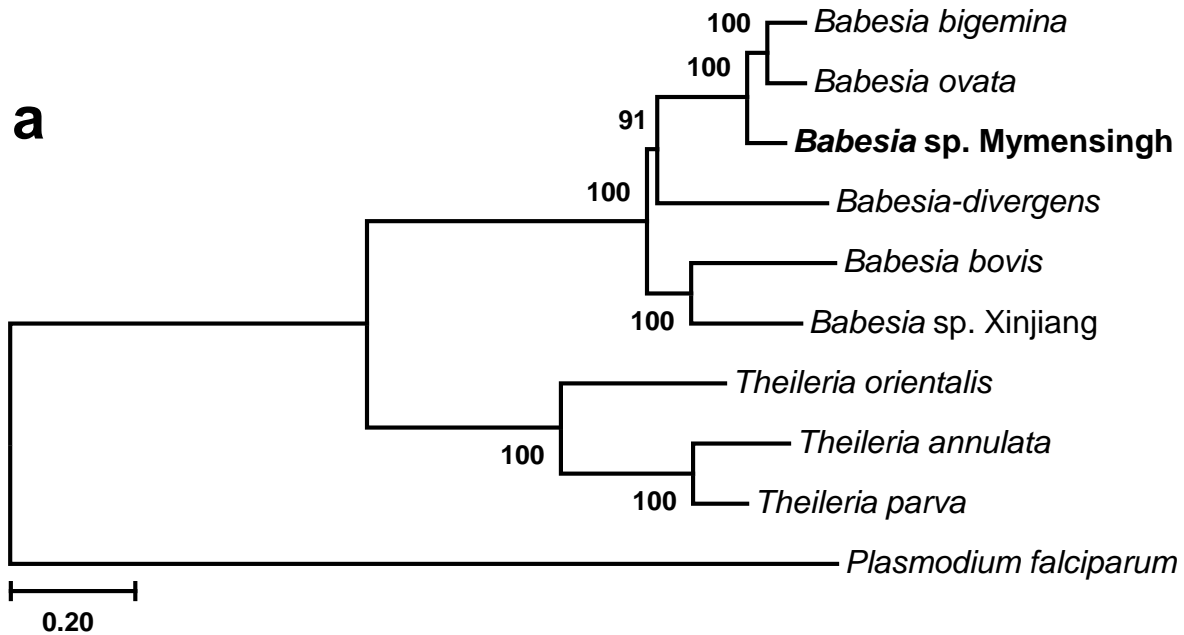 100
Babesia bigemina
100
Babesia ovata
a
91
Babesia sp. Mymensingh
100
Babesia-divergens
Babesia bovis
100
Babesia sp. Xinjiang
Theileria orientalis
Theileria annulata
100
100
Theileria parva
Plasmodium falciparum
0.20